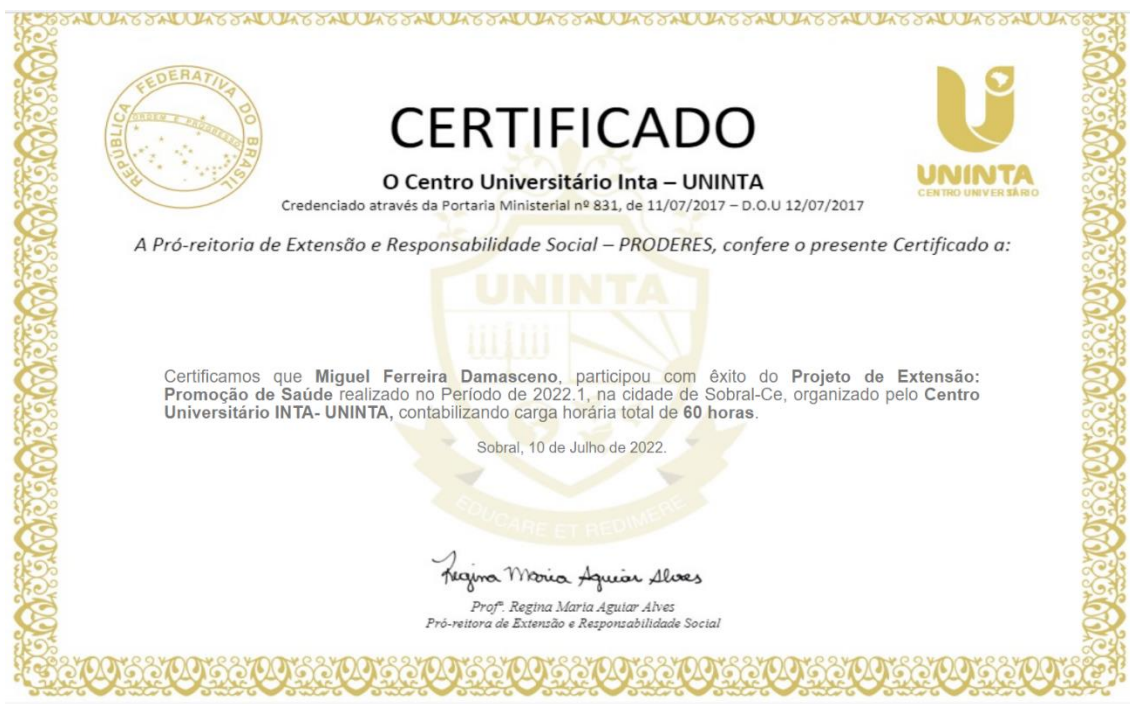 REPUBLICA FEDERATIVA DO BRASIL
ORDEM E PROGRESSO
CERTIFICADO
UNINTA
CENTRO UNIVERSITÁRIO
O Centro Universitário Inta – UNINTA
Credenciado através da Portaria Ministerial nº 831, de 11/07/2017 – D.O.U 12/07/2017
A Pró-reitoria de Extensão e Responsabilidade Social – PRODERES, confere o presente Certificado a:
UNINTA
Certificamos que Miguel Ferreira Damasceno, participou com êxito do Projeto de Extensão:
Promoção de Saúde realizado no Período de 2022.1, na cidade de Sobral-Ce, organizado pelo Centro
Universitário INTA- UNINTA, contabilizando carga horária total de 60 horas.
Sobral, 10 de Julho de 2022.
EDUCARE ET REDIMERE
Regina Maria Aguiar Alves
Profª. Regina Maria Aguiar Alves
Pró-reitora de Extensão e Responsabilidade Social